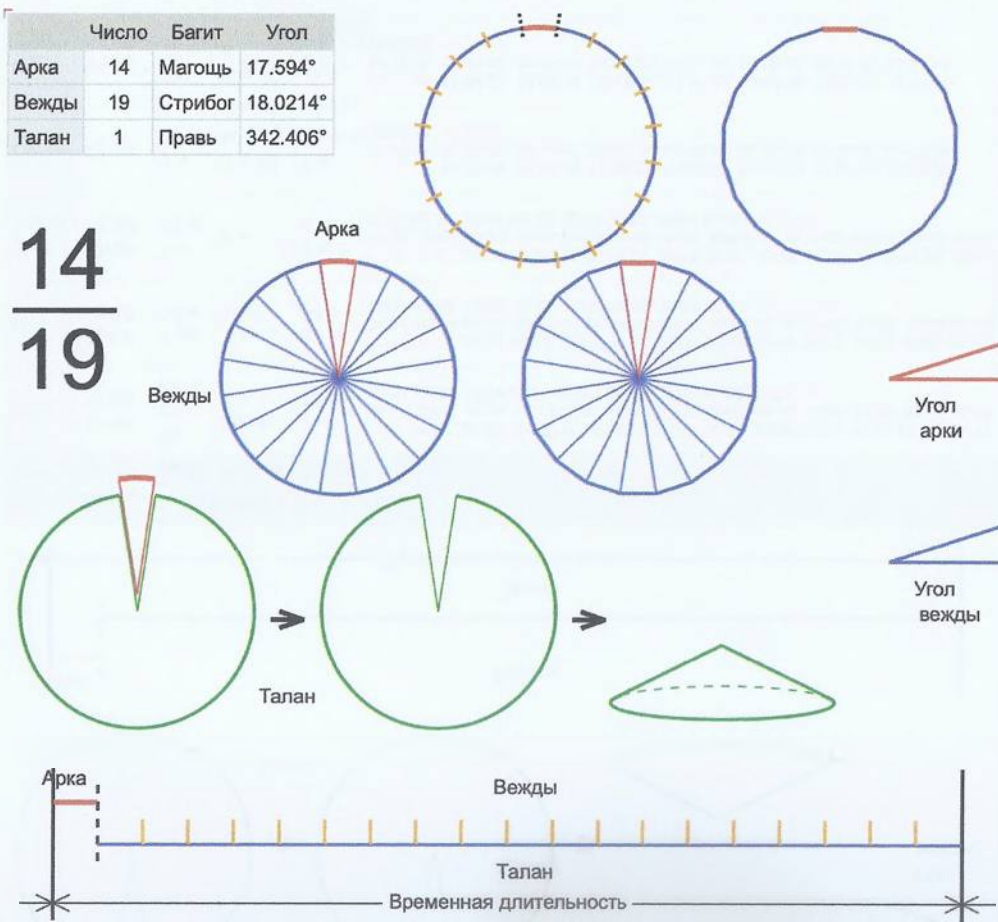 Число Багит Угол
Арка 14 Магощь 17.594°
Вежды 19 Стрибог 18.0214°
Талан 1 Правь 342.406°
14
19
Арка
Вежды
Угол
арки
Угол
вежды
Талан
Арка
Вежды
Талан
Временная длительность